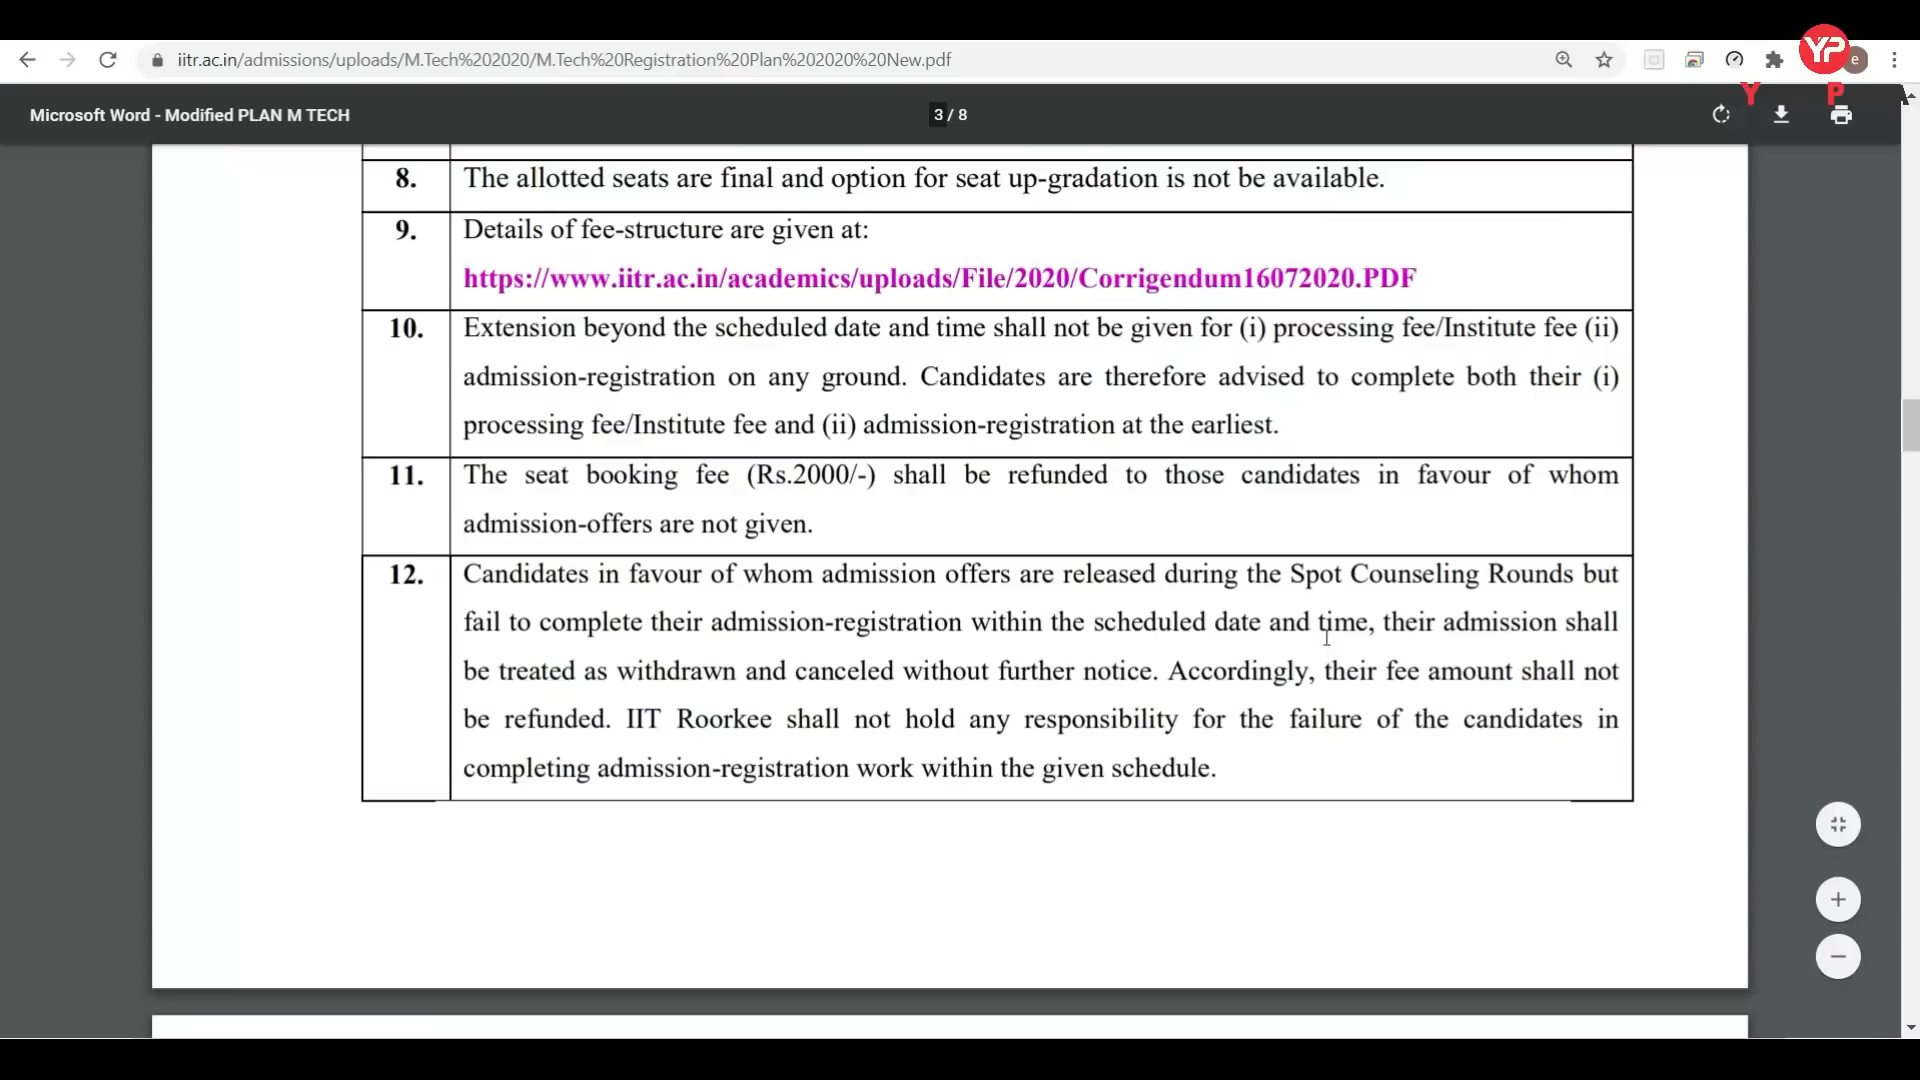 YP
iitr.ac.in/admissions/uploads/M.Tech%202020/M.Tech%20Registration%20Plan%202020%20New.pdf
e
Y P
Microsoft Word - Modified PLAN M TECH
3 / 8
8. The allotted seats are final and option for seat up-gradation is not be available.
9. Details of fee-structure are given at:
https://www.iitr.ac.in/academics/uploads/File/2020/Corrigendum16072020.PDF
10. Extension beyond the scheduled date and time shall not be given for (i) processing fee/Institute fee (ii)
admission-registration on any ground. Candidates are therefore advised to complete both their (i)
processing fee/Institute fee and (ii) admission-registration at the earliest.
11. The seat booking fee (Rs.2000/-) shall be refunded to those candidates in favour of whom
admission-offers are not given.
12. Candidates in favour of whom admission offers are released during the Spot Counseling Rounds but
fail to complete their admission-registration within the scheduled date and time, their admission shall
be treated as withdrawn and canceled without further notice. Accordingly, their fee amount shall not
be refunded. IIT Roorkee shall not hold any responsibility for the failure of the candidates in
completing admission-registration work within the given schedule.